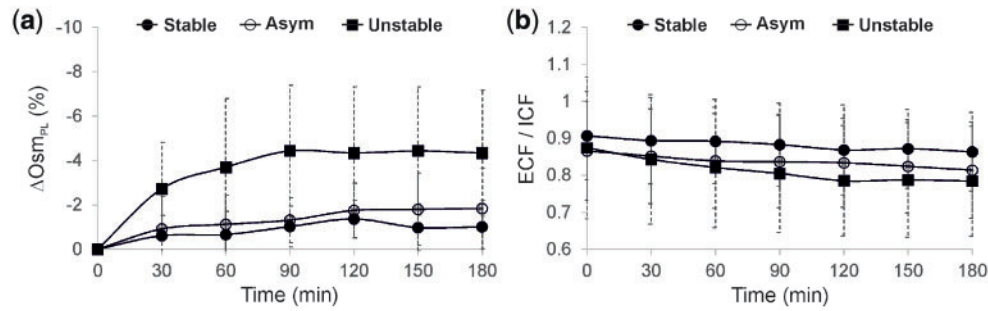 (a)
Stable Asym Unstable
-10
-8
-6
-4
-2
0
ΔOsmPL (%)
0 30 60 90 120 150 180
Time (min)
(b)
Stable Asym Unstable
1.2
1.1
1
0.9
0.8
0.7
0.6
ECF / ICF
0 30 60 90 120 150 180
Time (min)